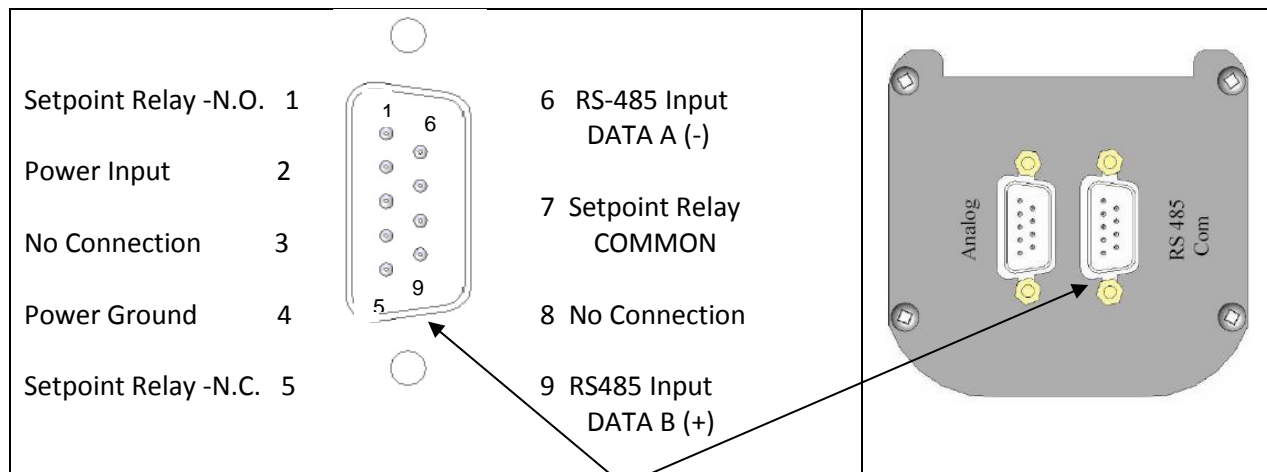 Setpoint Relay -N.O. 1
Power Input 2
No Connection 3
Power Ground 4
Setpoint Relay -N.C. 5
1
6
5
9
6 RS-485 Input
DATA A (-)
7 Setpoint Relay
COMMON
8 No Connection
9 RS485 Input
DATA B (+)
Analog
RS 485
Com